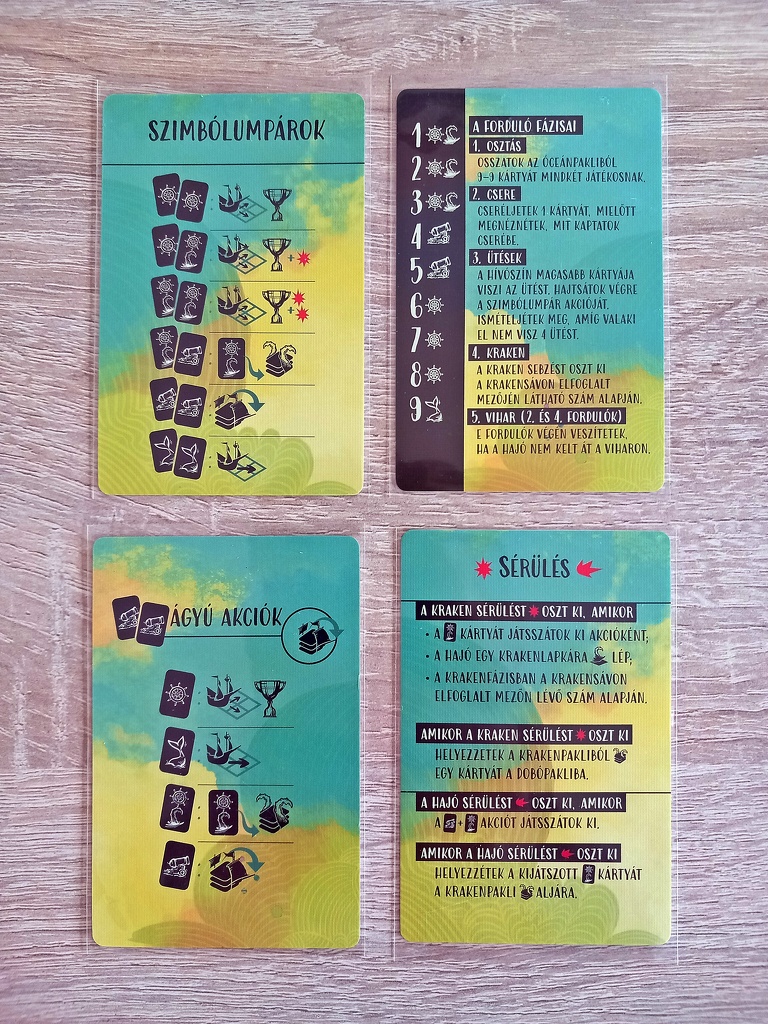 SZIMBÓLUMPÁROK
1
2
3
4
5
6
7
8
9
A FORDULÓ FÁZISAI
1. OSZTÁS
OSSZATOK AZ ÓCEÁNPAKLIBÓL
9-9 KÁRTYÁT MINDKÉT JÁTÉKOSNAK.
2. CSERE
CSERÉLJETEK 1 KÁRTYÁT, MIELŐTT
MEGNÉZNÉTEK, MIT KAPTATOK
CSERÉBE.
3. ÜTÉSEK
A HÍVÓSZÍN MAGASABB KÁRTYÁJA
VISZI AZ ÜTÉST, HAJTSÁTOK VÉGRE
A SZIMBÓLUMPÁR AKCIÓJÁT,
ISMÉTELJÉTEK MEG, AMÍG VALAKI
EL NEM VISZ 4 ÜTÉST.
4. KRAKEN
A KRAKEN SEBZÉST OSZT KI
A KRAKENSÁVON ELFOGLALT
MEZŐJÉN LÁTHATÓ SZÁM ALAPJÁN.
5. VIHAR (2. ÉS 4. FORDULÓK)
E FORDULÓK VÉGÉN VESZÍTETEK,
HA A HAJÓ NEM KELT ÁT A VIHARON.
ÁGYÚ AKCIÓK
SÉRÜLÉS
A KRAKEN SÉRÜLÉST OSZT KI, AMIKOR
• A KÁRTYÁT JÁTSSZÁTOK KI AKCIÓKÉNT;
• A HAJÓ EGY KRAKENLAPKÁRA LÉP;
• A KRAKENFÁZISBAN A KRAKENSÁVON
ELFOGLALT MEZŐN LÉVŐ SZÁM ALAPJÁN.
AMIKOR A KRAKEN SÉRÜLÉST OSZT KI
HELYEZZETEK A KRAKENPAKLIBÓL
EGY KÁRTYÁT A DOBÓPAKLIBA.
A HAJÓ SÉRÜLÉST OSZT KI, AMIKOR
A + AKCIÓT JÁTSSZÁTOK KI.
AMIKOR A HAJÓ SÉRÜLÉST OSZT KI
HELYEZZÉTEK A KIJÁTSZOTT KÁRTYÁT
A KRAKENPAKLI ALJÁRA.